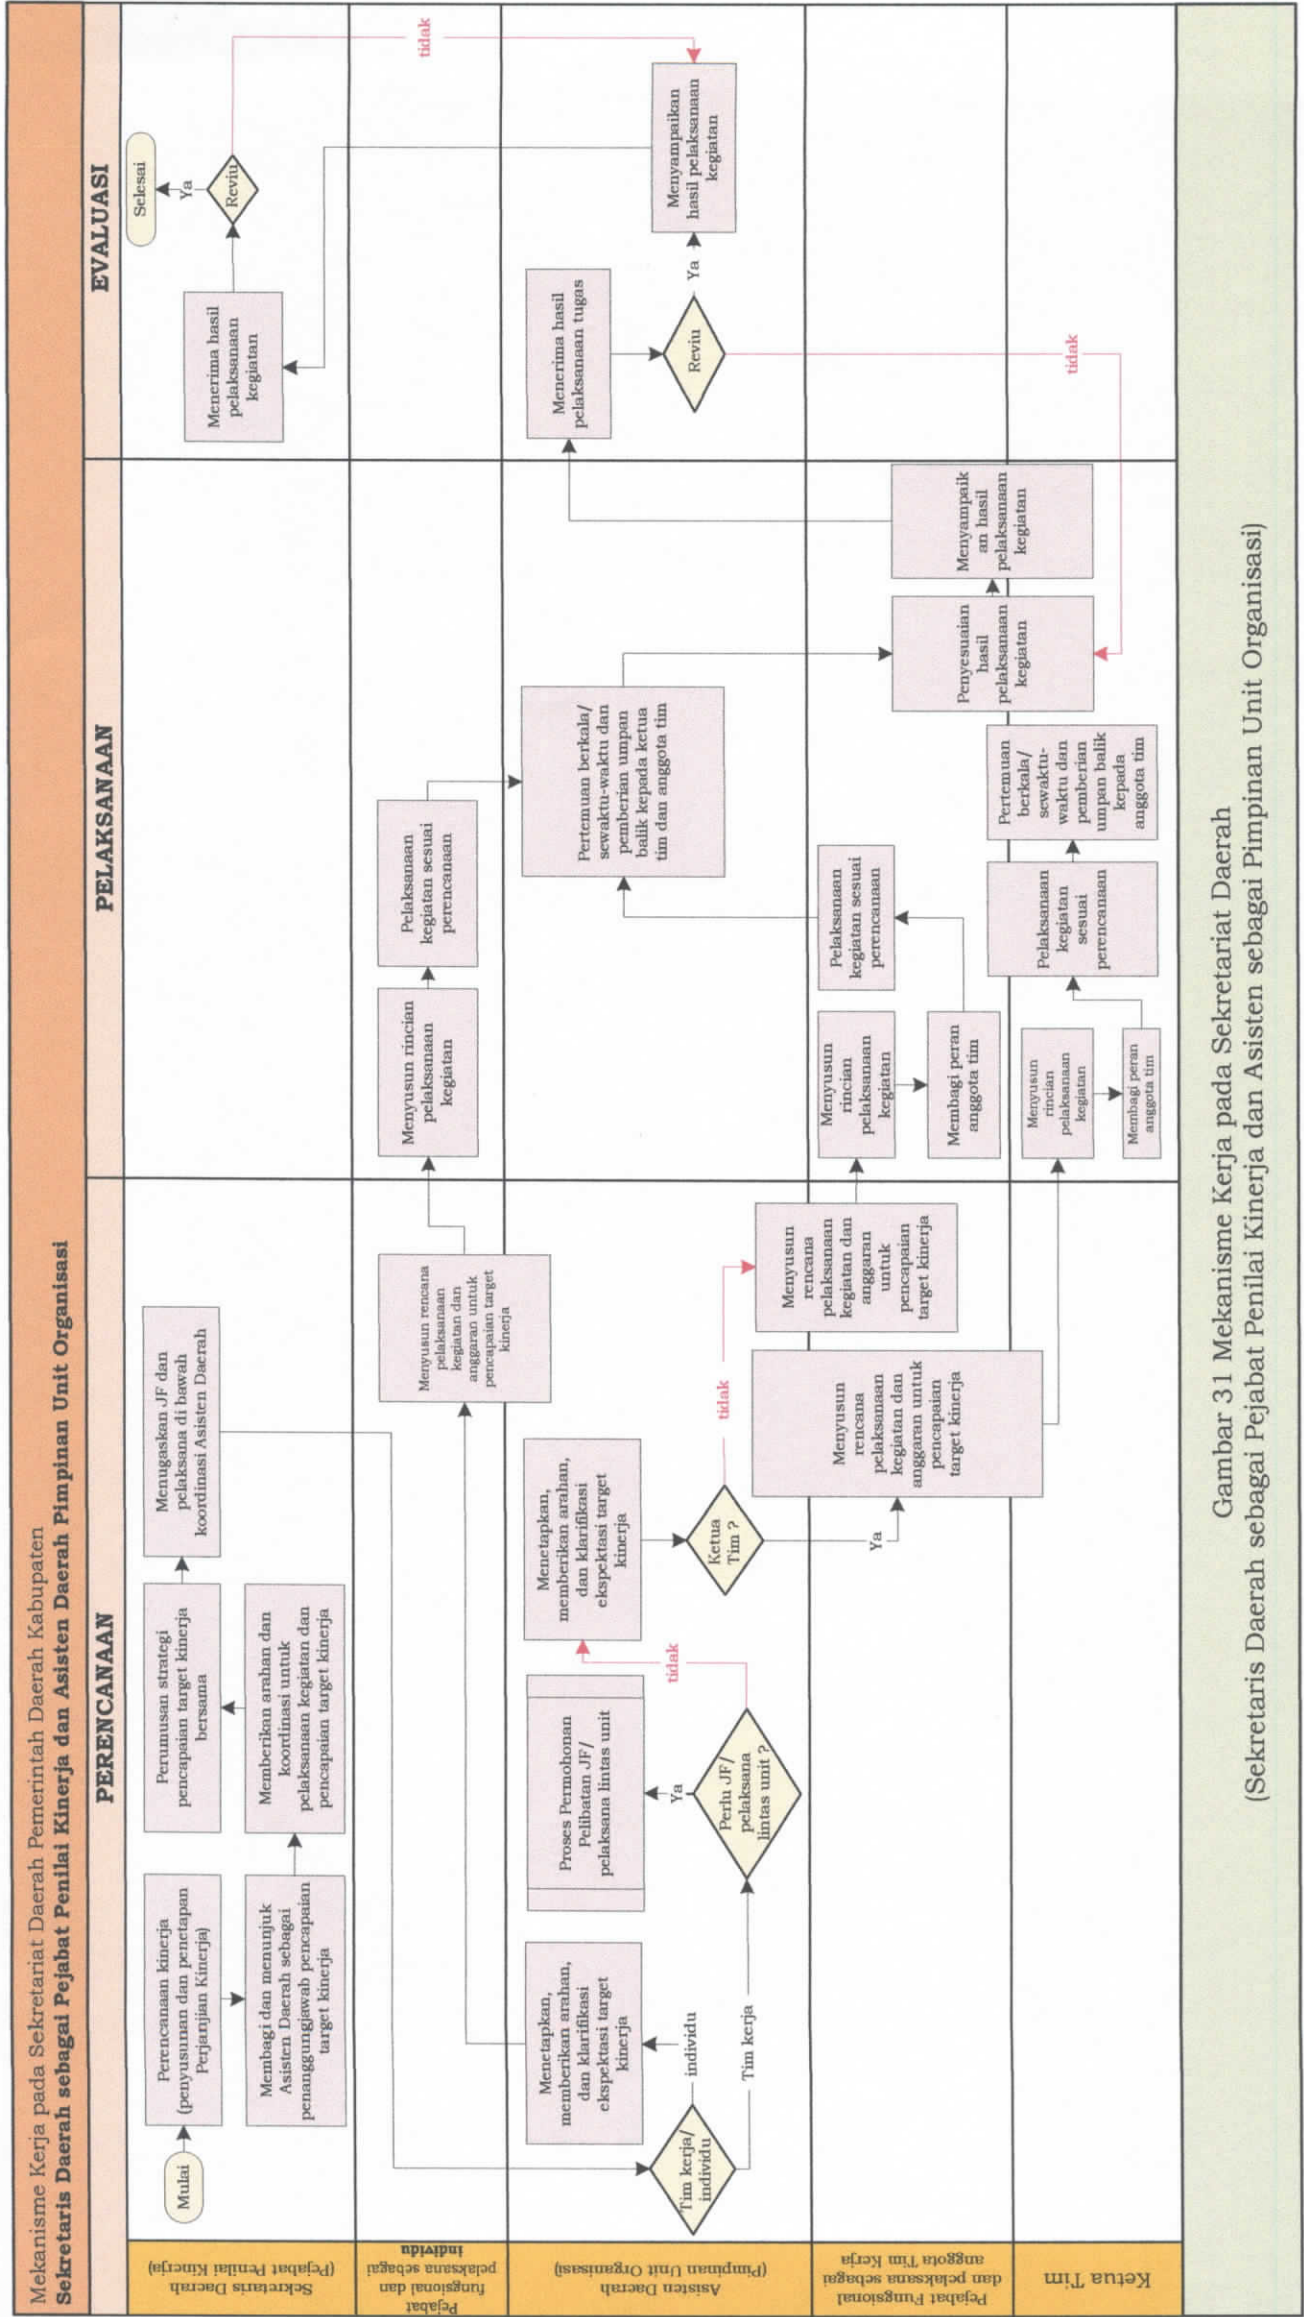 Mekanisme Kerja pada Sekretariat Daerah Pemerintah Daerah Kabupaten
Sekretaris Daerah sebagai Pejabat Penilai Kinerja dan Asisten Daerah Pimpinan Unit Organisasi
PERENCANAAN
PELAKSANAAN
EVALUASI
Sekretaris Daerah
(Pejabat Penilai Kinerja)
Mulai
Perencanaan kinerja
(penyusunan dan penetapan
Perjanjian Kinerja)
Membagi dan menunjuk
Asisten Daerah sebagai
penanggungjawab pencapaian
target kinerja
Perumusan strategi
pencapaian target kinerja
bersama
Memberikan arahan dan
koordinasi untuk
pelaksanaan kegiatan dan
pencapaian target kinerja
Menugaskan JF dan
pelaksana di bawah
koordinasi Asisten Daerah
Menerima hasil
pelaksanaan
kegiatan
Reviu
Ya
Selesai
tidak
Pejabat
fungsional dan
pelaksana sebagai
individu
Menyusun rencana
pelaksanaan
kegiatan dan
anggaran untuk
pencapaian target
kinerja
Menyusun rincian
pelaksanaan
kegiatan
Pelaksanaan
kegiatan sesuai
perencanaan
Asisten Daerah
(Pimpinan Unit Organisasi)
Tim kerja/
individu
individu
Tim kerja
Menetapkan,
memberikan arahan,
dan klarifikasi
ekspektasi target
kinerja
Proses Permohonan
Pelibatan JF/
pelaksana lintas unit
Ya
Perlu JF/
pelaksana
lintas unit ?
tidak
Menetapkan,
memberikan arahan,
dan klarifikasi
ekspektasi target
kinerja
Ketua
Tim ?
tidak
Ya
Pertemuan berkala/
sewaktu-waktu dan
pemberian umpan
balik kepada ketua
tim dan anggota tim
Menerima hasil
pelaksanaan tugas
Reviu
Ya
Menyampaikan
hasil pelaksanaan
kegiatan
tidak
Pejabat Fungsional
dan pelaksana sebagai
anggota Tim Kerja
Menyusun
rencana
pelaksanaan
kegiatan dan
anggaran untuk
pencapaian
target kinerja
Menyusun
rencana
pelaksanaan
kegiatan dan
anggaran
untuk
pencapaian
target kinerja
Menyusun
rincian
pelaksanaan
kegiatan
Membagi peran
anggota tim
Pelaksanaan
kegiatan sesuai
perencanaan
Penyesuaian
hasil
pelaksanaan
kegiatan
Menyampaik
an hasil
pelaksanaan
kegiatan
Ketua Tim
Menyusun
rincian
pelaksanaan
kegiatan
Membagi peran
anggota tim
Pelaksanaan
kegiatan
sesuai
perencanaan
Pertemuan
berkala/
sewaktu-
waktu dan
pemberian
umpan balik
kepada
anggota tim
Gambar 31 Mekanisme Kerja pada Sekretariat Daerah
(Sekretaris Daerah sebagai Pejabat Penilai Kinerja dan Asisten sebagai Pimpinan Unit Organisasi)